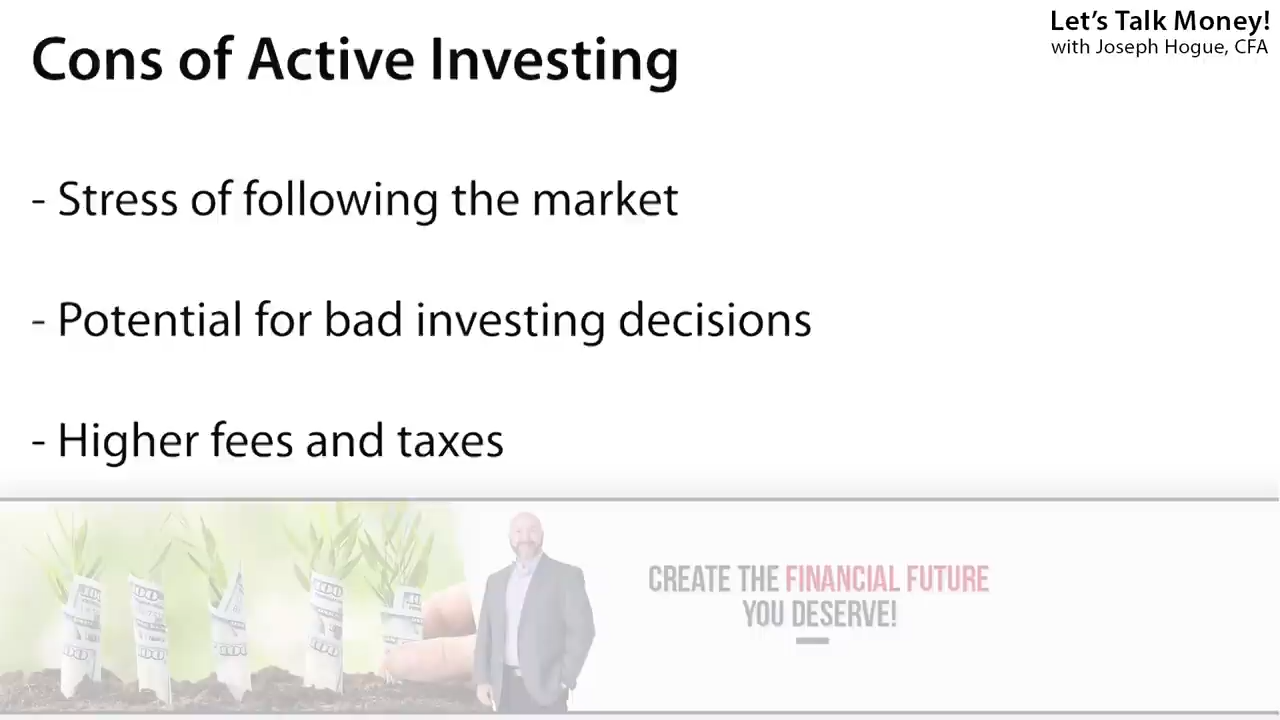 Cons of Active Investing
Let's Talk Money!
with Joseph Hogue, CFA
- Stress of following the market
- Potential for bad investing decisions
- Higher fees and taxes
CREATE THE FINANCIAL FUTURE
YOU DESERVE!